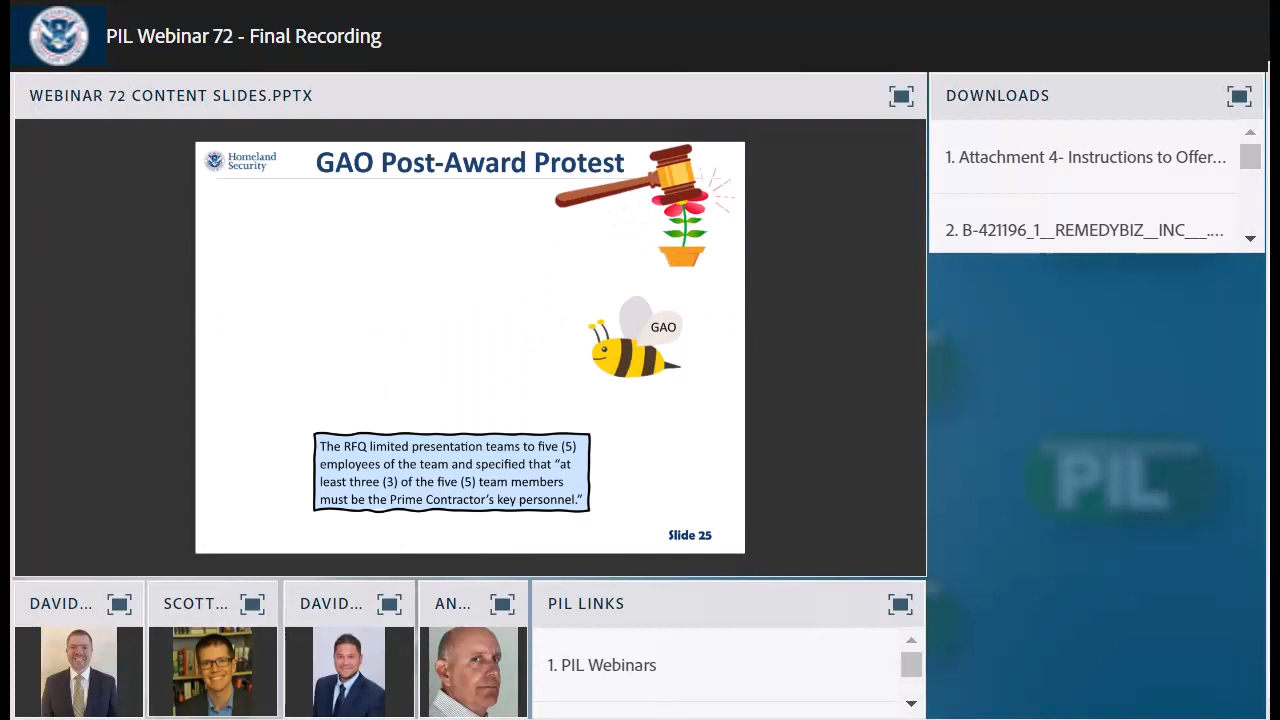 PIL Webinar 72 - Final Recording
WEBINAR 72 CONTENT SLIDES.PPTX
DOWNLOADS
1. Attachment 4- Instructions to Offer...
2. B-421196_1__REMEDYBIZ__INC___....
Homeland
Security
GAO Post-Award Protest
GAO
The RFQ limited presentation teams to five (5)
employees of the team and specified that “at
least three (3) of the five (5) team members
must be the Prime Contractor’s key personnel.”
Slide 25
PIL
DAVID...
SCOTT...
DAVID...
AN...
PIL LINKS
1. PIL Webinars